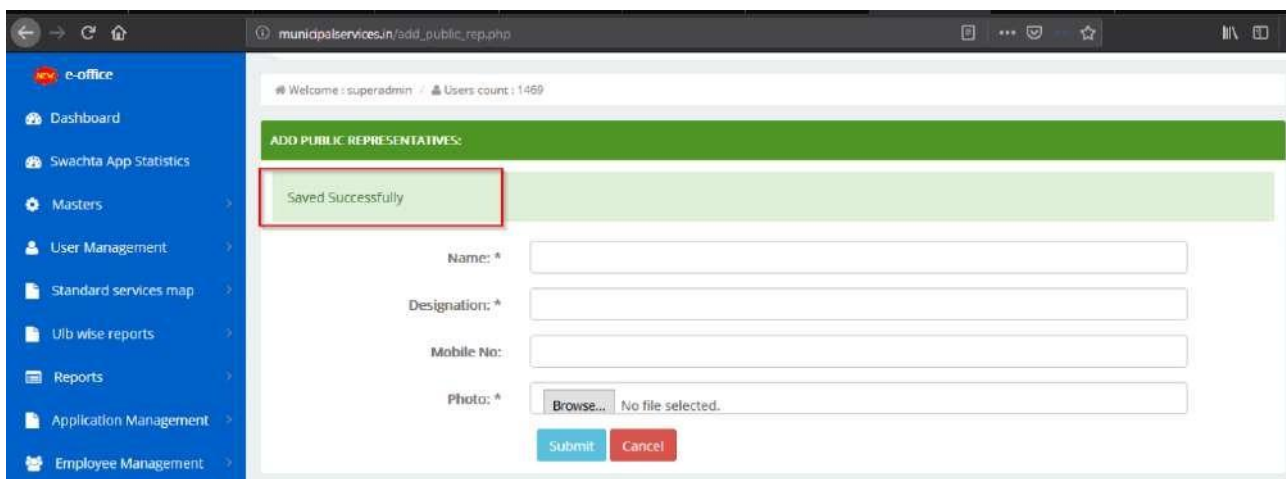 municipalservices.in/add_public_rep.php
NEW e-office
Welcome : superadmin / Users count : 1469
Dashboard
Swachta App Statistics
Masters
User Management
Standard services map
Ulb wise reports
Reports
Application Management
Employee Management
ADD PUBLIC REPRESENTATIVES:
Saved Successfully
Name: *
Designation: *
Mobile No:
Photo: *
Browse... No file selected.
Submit Cancel